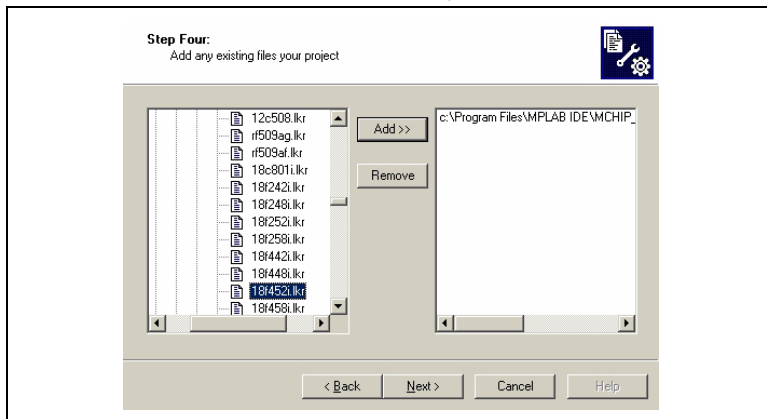 Step Four:
Add any existing files your project
12c508.lkr
rf509ag.lkr
rf509af.lkr
18c801i.lkr
18f242i.lkr
18f248i.lkr
18f252i.lkr
18f258i.lkr
18f442i.lkr
18f448i.lkr
18f452i.lkr
18f458i.lkr
Add >>
Remove
c:\Program Files\MPLAB IDE\MCHIP_
< Back
Next >
Cancel
Help